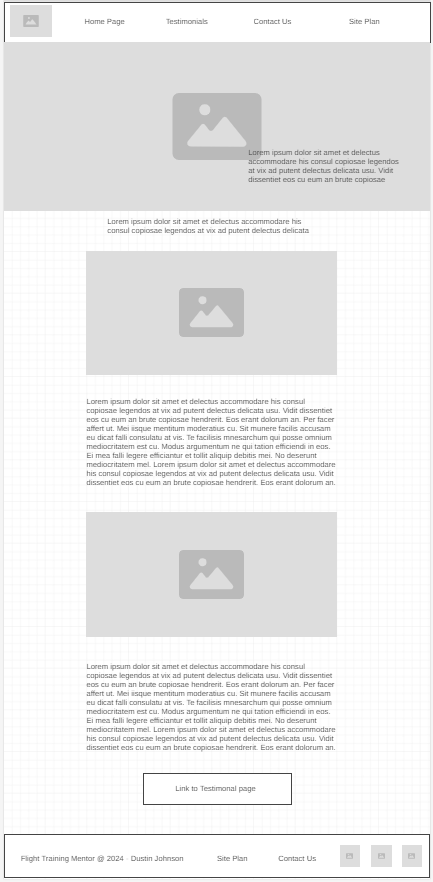 Home Page Testimonials Contact Us Site Plan
Lorem ipsum dolor sit amet et delectus
accommodare his consul copiosae legendos
at vix ad putent delectus delicata usu. Vidit
dissentiet eos cu eum an brute copiosae
Lorem ipsum dolor sit amet et delectus accommodare his
consul copiosae legendos at vix ad putent delectus delicata
Lorem ipsum dolor sit amet et delectus accommodare his consul
copiosae legendos at vix ad putent delectus delicata usu. Vidit dissentiet
eos cu eum an brute copiosae hendrerit. Eos erant dolorum an. Per facer
affert ut. Mei iisque mentitum moderatius cu. Sit munere facilis accusam
eu dicat falli consulatu at vis. Te facilisis mnesarchum qui posse omnium
mediocritatem est cu. Modus argumentum ne qui tation efficiendi in eos.
Ei mea falli legere efficiantur et tollit aliquip debitis mei. No deserunt
mediocritatem mel. Lorem ipsum dolor sit amet et delectus accommodare
his consul copiosae legendos at vix ad putent delectus delicata usu. Vidit
dissentiet eos cu eum an brute copiosae hendrerit. Eos erant dolorum an.
Lorem ipsum dolor sit amet et delectus accommodare his consul
copiosae legendos at vix ad putent delectus delicata usu. Vidit dissentiet
eos cu eum an brute copiosae hendrerit. Eos erant dolorum an. Per facer
affert ut. Mei iisque mentitum moderatius cu. Sit munere facilis accusam
eu dicat falli consulatu at vis. Te facilisis mnesarchum qui posse omnium
mediocritatem est cu. Modus argumentum ne qui tation efficiendi in eos.
Ei mea falli legere efficiantur et tollit aliquip debitis mei. No deserunt
mediocritatem mel. Lorem ipsum dolor sit amet et delectus accommodare
his consul copiosae legendos at vix ad putent delectus delicata usu. Vidit
dissentiet eos cu eum an brute copiosae hendrerit. Eos erant dolorum an.
Link to Testimonal page
Flight Training Mentor @ 2024 Dustin Johnson Site Plan Contact Us